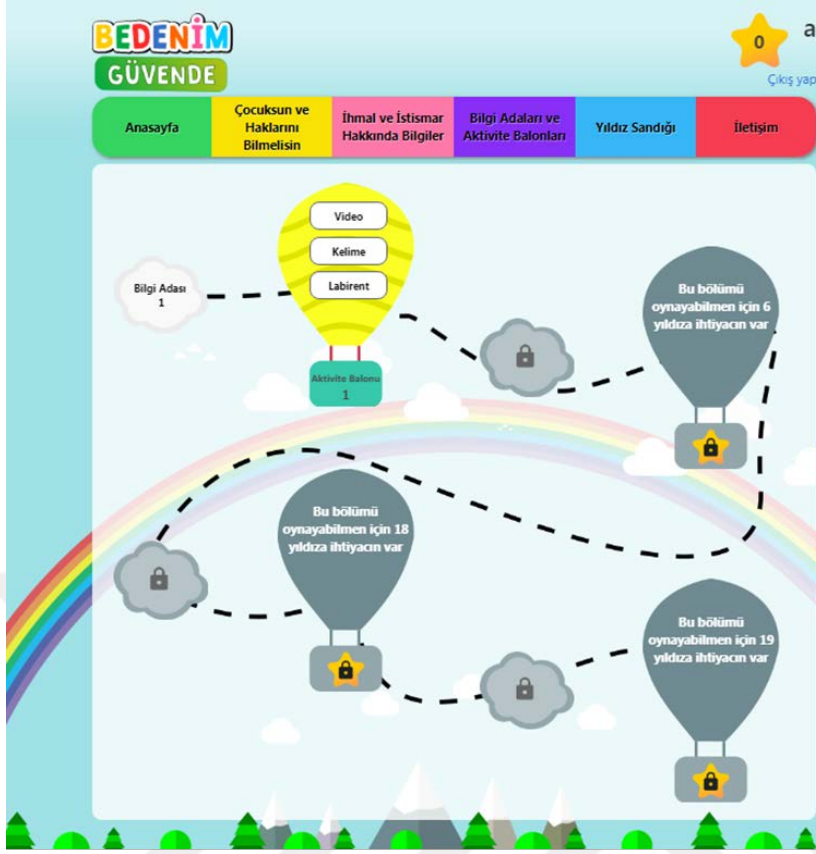 BEDENİM
GÜVENDE
0
a
Çıkış yap
Anasayfa
Çocuksun ve
Haklarını
Bilmelisin
İhmal ve İstismar
Hakkında Bilgiler
Bilgi Adaları ve
Aktivite Balonları
Yıldız Sandığı
İletişim
Video
Kelime
Labirent
Bilgi Adası
1
Aktivite Balonu
1
Bu bölümü
oynayabilmen için 6
yıldıza ihtiyacın var
Bu bölümü
oynayabilmen için 18
yıldıza ihtiyacın var
Bu bölümü
oynayabilmen için 19
yıldıza ihtiyacın var